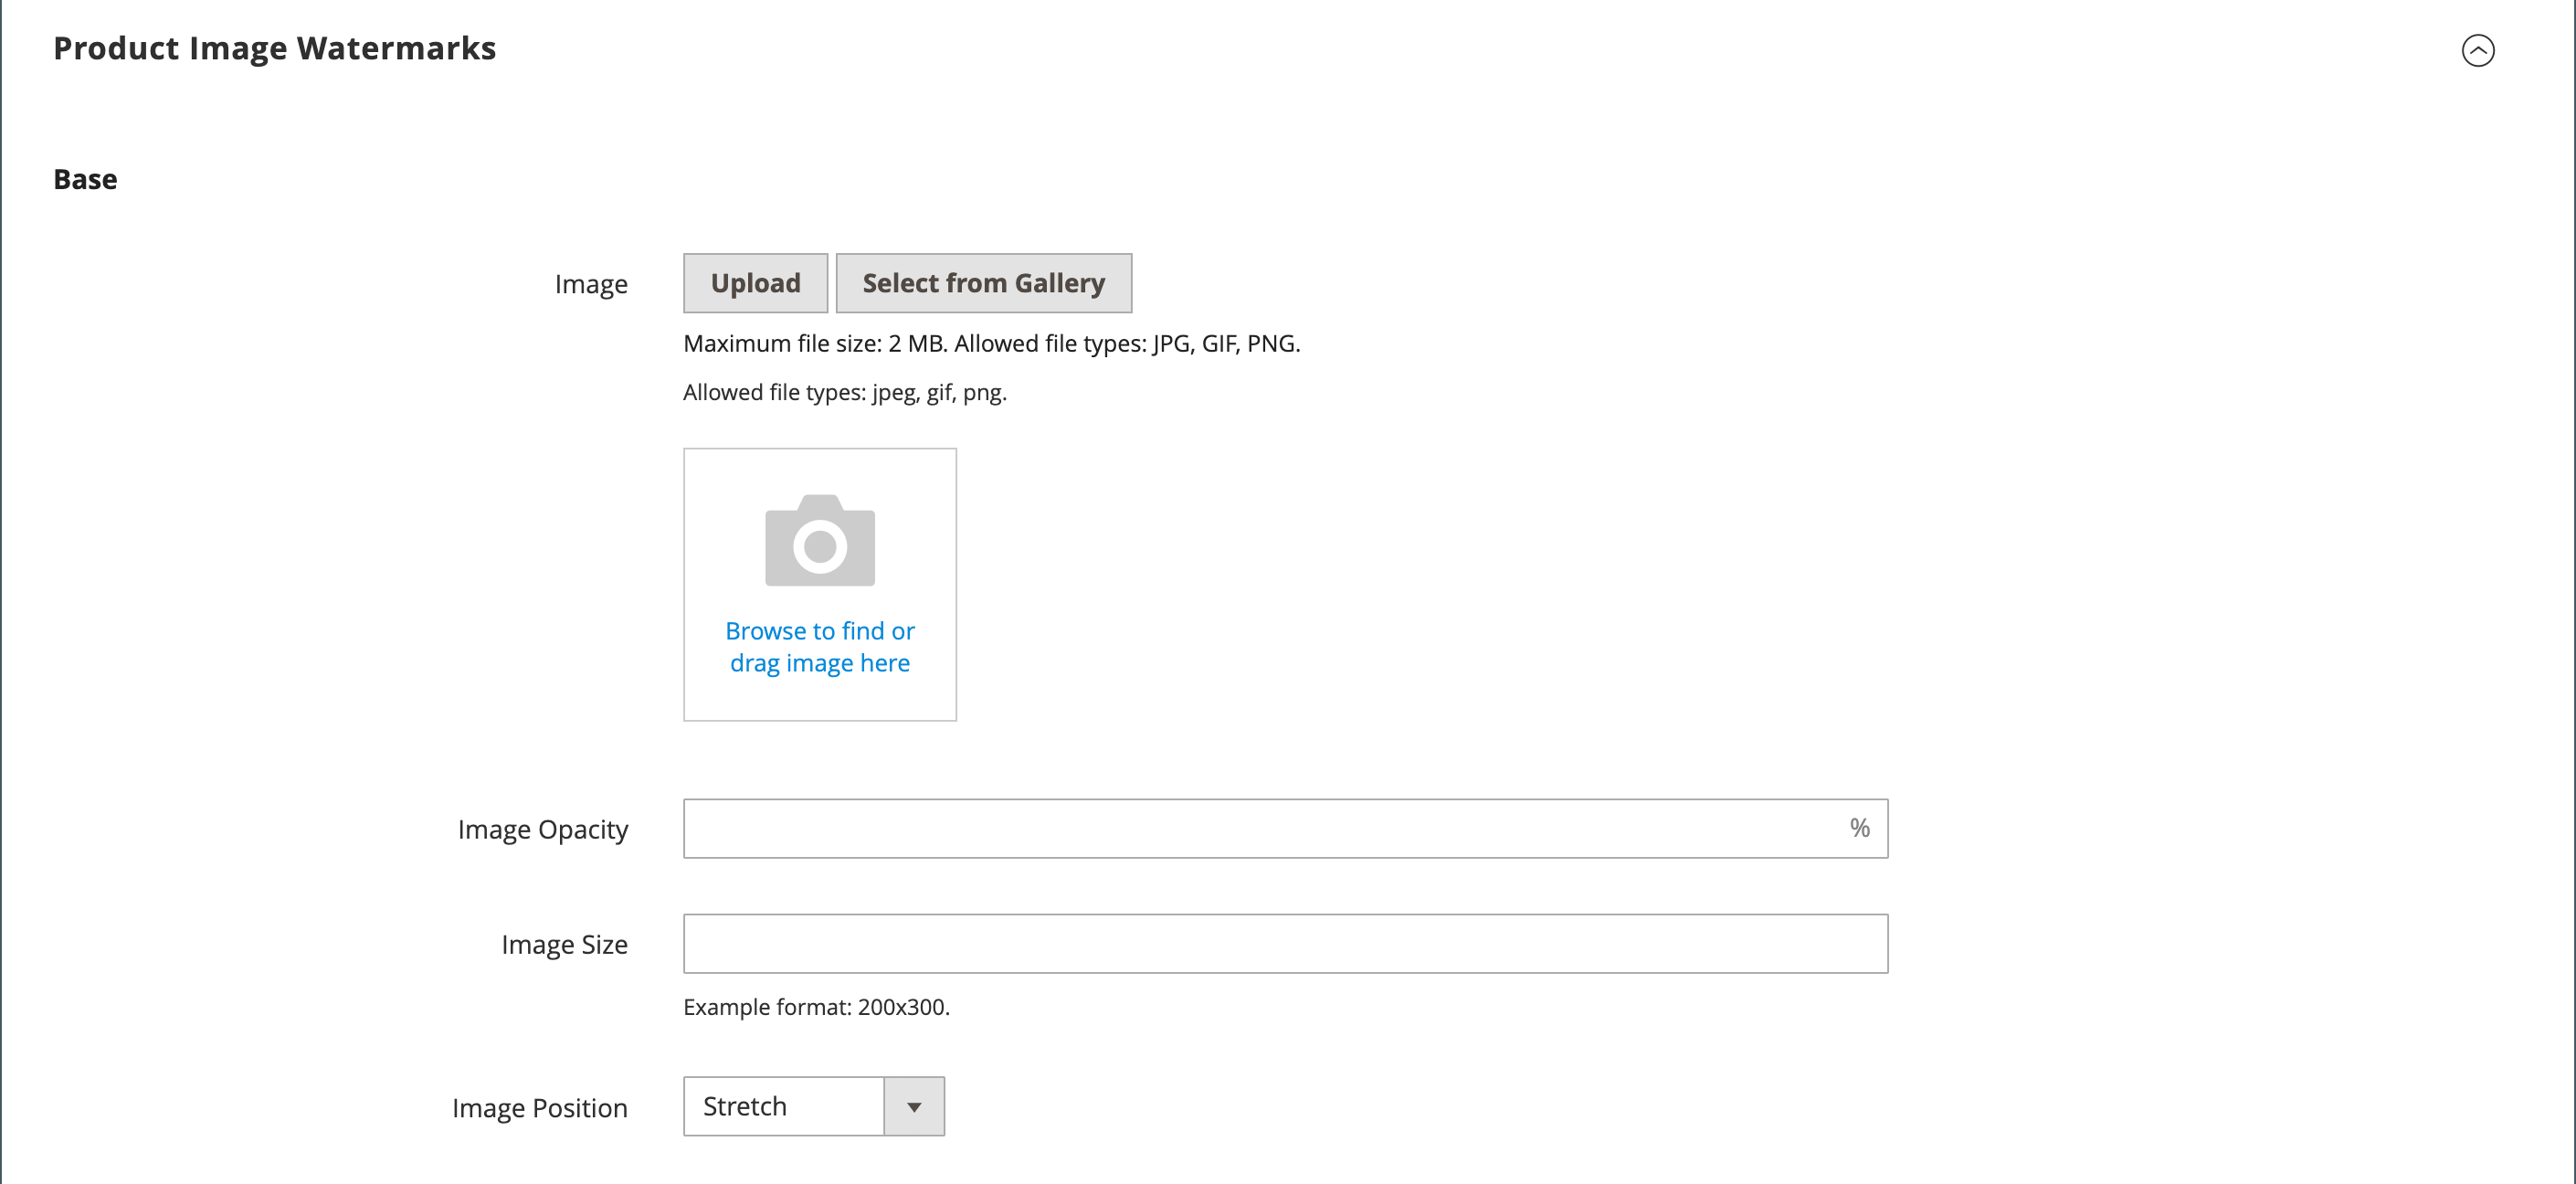 Product Image Watermarks
Base
Image Upload Select from Gallery
Maximum file size: 2 MB. Allowed file types: JPG, GIF, PNG.
Allowed file types: jpeg, gif, png.
Browse to find or
drag image here
Image Opacity %
Image Size
Example format: 200x300.
Image Position Stretch